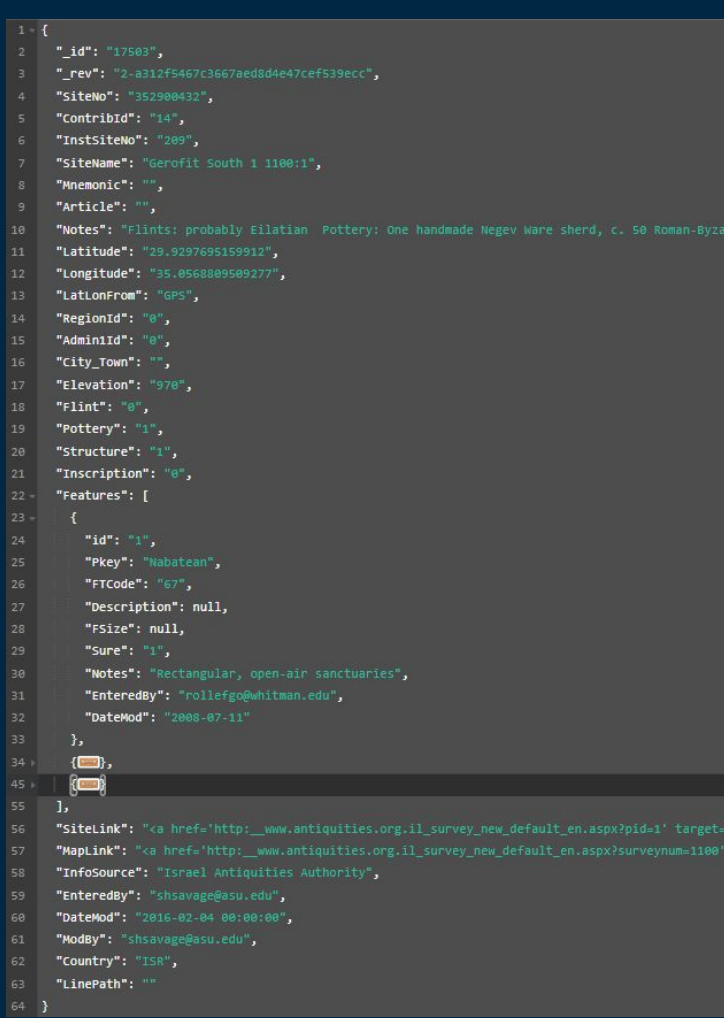 1 {
2 "_id": "17503",
3 "_rev": "2-a312f5467c3667aed8d4e47cef539ecc",
4 "SiteNo": "352900432",
5 "ContribId": "14",
6 "InstSiteNo": "209",
7 "SiteName": "Gerofit South 1 1100:1",
8 "Mnemonic": "",
9 "Article": "",
10 "Notes": "Flints: probably Eilatian  Pottery: One handmade Negev Ware sherd, c. 50 Roman-Byza
11 "Latitude": "29.9297695159912",
12 "Longitude": "35.0568809509277",
13 "LatLonFrom": "GPS",
14 "RegionId": "0",
15 "Admin1Id": "0",
16 "City_Town": "",
17 "Elevation": "970",
18 "Flint": "0",
19 "Pottery": "1",
20 "Structure": "1",
21 "Inscription": "0",
22 "Features": [
23 {
24 "id": "1",
25 "Pkey": "Nabatean",
26 "FTCode": "67",
27 "Description": null,
28 "FSize": null,
29 "Sure": "1",
30 "Notes": "Rectangular, open-air sanctuaries",
31 "EnteredBy": "rollefgo@whitman.edu",
32 "DateMod": "2008-07-11"
33 },
34 {},
45 {}
55 ],
56 "SiteLink": "<a href='http:__www.antiquities.org.il_survey_new_default_en.aspx?pid=1' target=
57 "MapLink": "<a href='http:__www.antiquities.org.il_survey_new_default_en.aspx?surveynum=1100'
58 "InfoSource": "Israel Antiquities Authority",
59 "EnteredBy": "shsavage@asu.edu",
60 "DateMod": "2016-02-04 00:00:00",
61 "ModBy": "shsavage@asu.edu",
62 "Country": "ISR",
63 "LinePath": ""
64 }